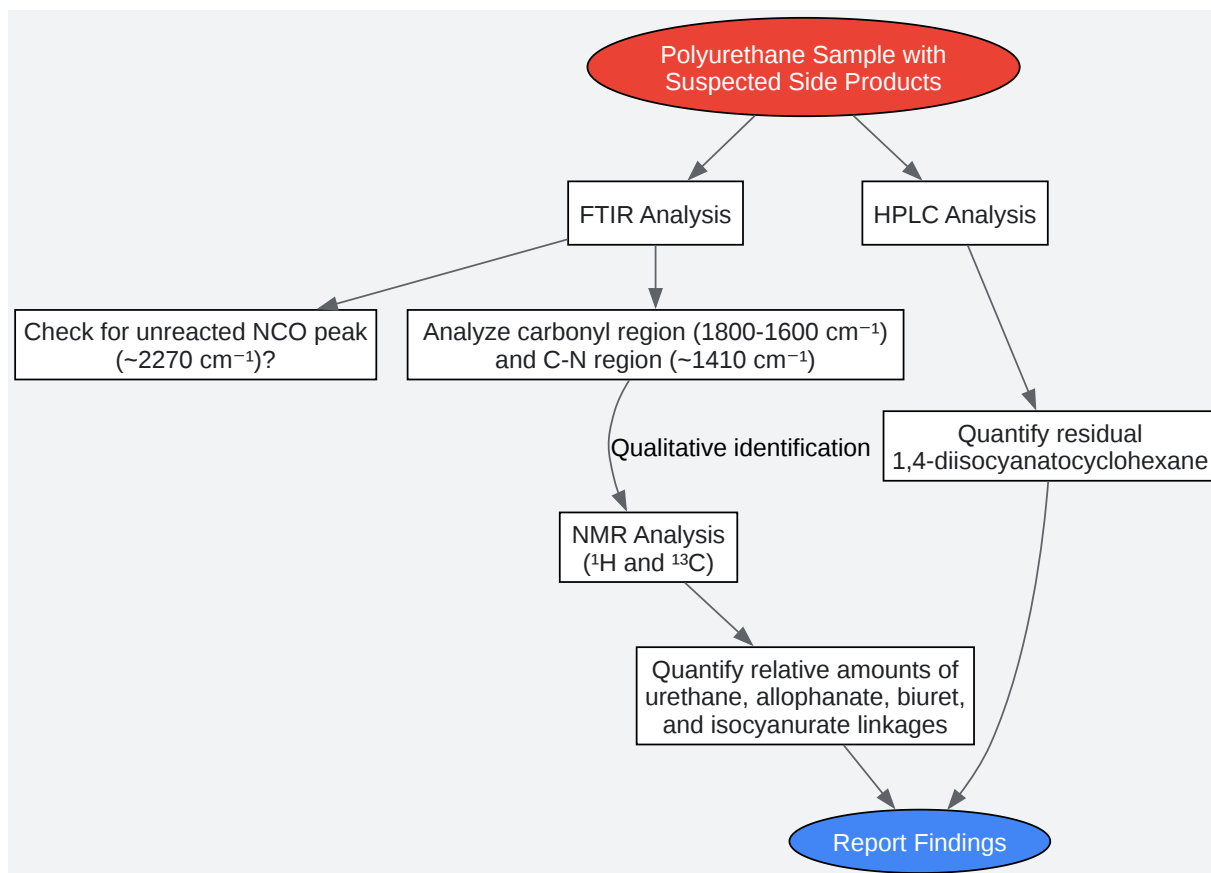 Polyurethane Sample with
Suspected Side Products
FTIR Analysis
HPLC Analysis
Check for unreacted NCO peak
(~2270 cm⁻¹)?
Analyze carbonyl region (1800-1600 cm⁻¹)
and C-N region (~1410 cm⁻¹)
Quantify residual
1,4-diisocyanatocyclohexane
Qualitative identification
NMR Analysis
(¹H and ¹³C)
Quantify relative amounts of
urethane, allophanate, biuret,
and isocyanurate linkages
Report Findings